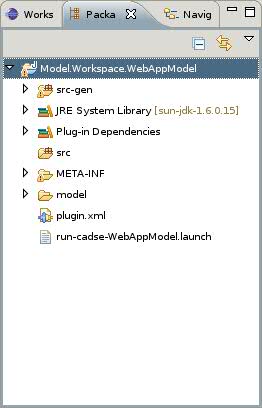 Works Packa Navig
Model.Workspace.WebAppModel
src-gen
JRE System Library [sun-jdk-1.6.0.15]
Plug-in Dependencies
src
META-INF
model
plugin.xml
run-cadse-WebAppModel.launch